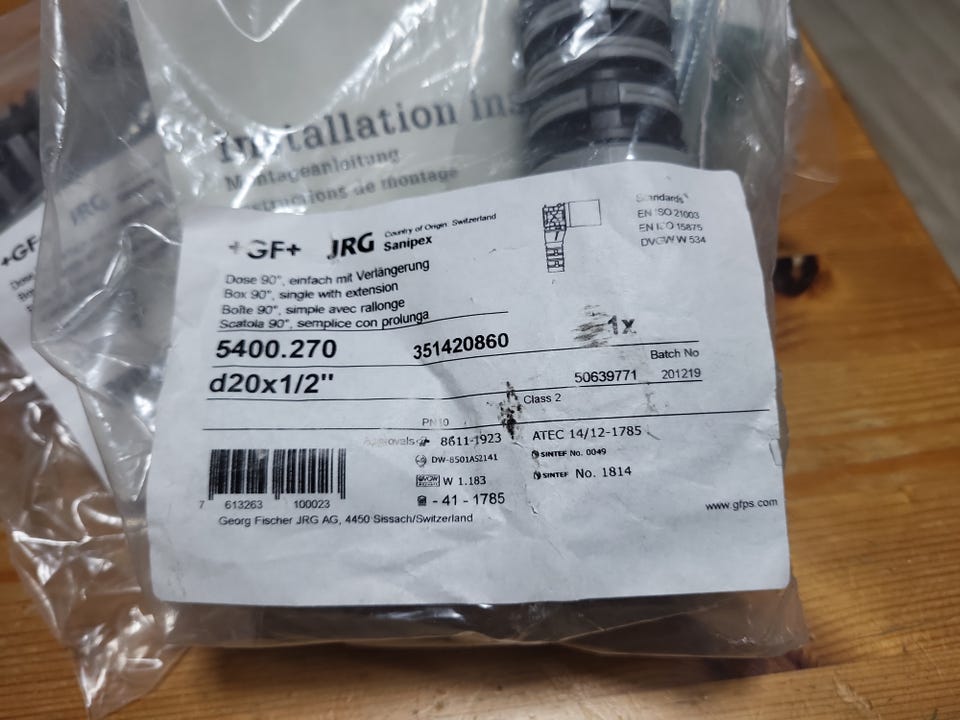 Installation ins
Montageanleitung
Instructions de montage
JRG
+GF+
+GF+ JRG Sanipex
Country of Origin: Switzerland
Dose 90°, einfach mit Verlängerung
Box 90°, single with extension
Boîte 90°, simple avec rallonge
Scatola 90°, semplice con prolunga
Standards
EN ISO 21003
EN ISO 15875
DVGW W 534
1x
5400.270 351420860
Batch No
d20x1/2"
50639771 201219
Class 2
PN10
Approvals 8611-1923
DW-8501AS2141
DVGW W 1.183
- 41 - 1785
ATEC 14/12-1785
SINTEF No. 0049
SINTEF No. 1814
7 613263 100023
Georg Fischer JRG AG, 4450 Sissach/Switzerland
www.gfps.com